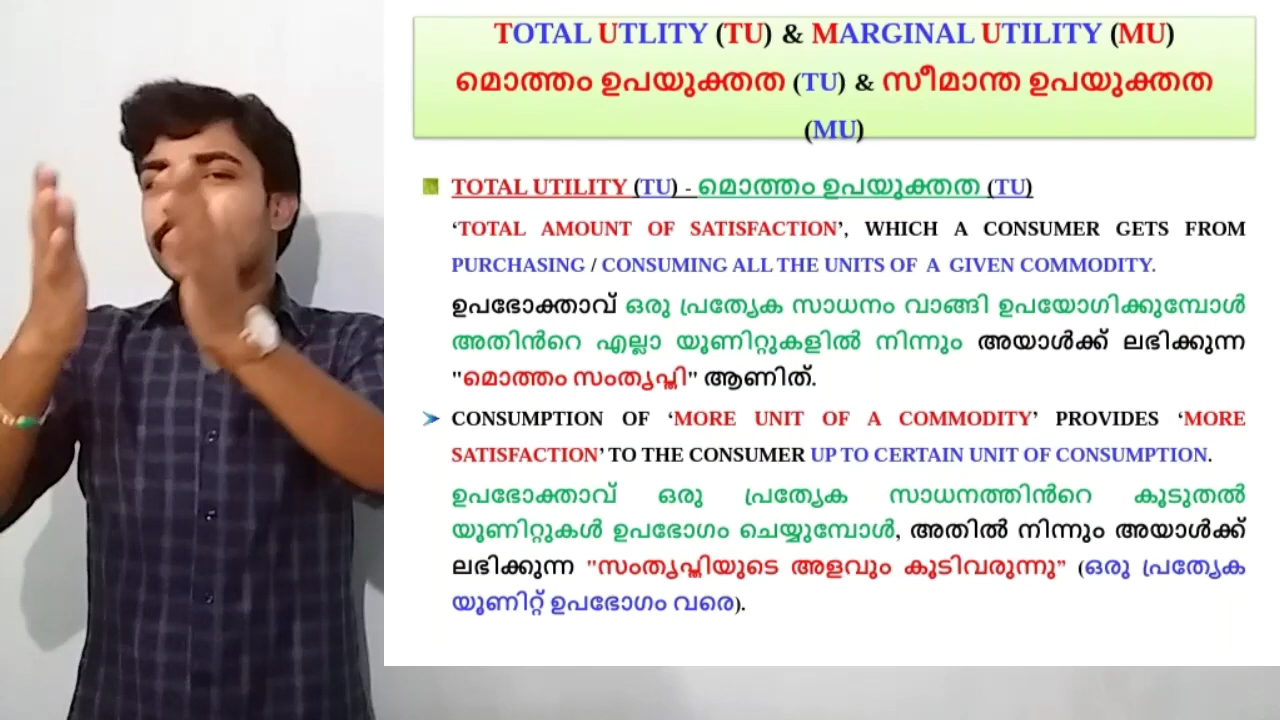 TOTAL UTLITY (TU) & MARGINAL UTILITY (MU)
മൊത്തം ഉപയുക്തത (TU) & സീമാന്ത ഉപയുക്തത
(MU)
TOTAL UTILITY (TU) - മൊത്തം ഉപയുക്തത (TU)
‘TOTAL AMOUNT OF SATISFACTION’, WHICH A CONSUMER GETS FROM
PURCHASING / CONSUMING ALL THE UNITS OF A GIVEN COMMODITY.
ഉപഭോക്താവ് ഒരു പ്രത്യേക സാധനം വാങ്ങി ഉപയോഗിക്കുമ്പോൾ
അതിൻറെ എല്ലാ യൂണിറ്റുകളിൽ നിന്നും അയാൾക്ക് ലഭിക്കുന്ന
"മൊത്തം സംതൃപ്തി" ആണിത്.
CONSUMPTION OF ‘MORE UNIT OF A COMMODITY’ PROVIDES ‘MORE
SATISFACTION’ TO THE CONSUMER UP TO CERTAIN UNIT OF CONSUMPTION.
ഉപഭോക്താവ് ഒരു പ്രത്യേക സാധനത്തിൻറെ കൂടുതൽ
യൂണിറ്റുകൾ ഉപഭോഗം ചെയ്യുമ്പോൾ, അതിൽ നിന്നും അയാൾക്ക്
ലഭിക്കുന്ന "സംതൃപ്തിയുടെ അളവും കൂടിവരുന്നു” (ഒരു പ്രത്യേക
യൂണിറ്റ് ഉപഭോഗം വരെ).